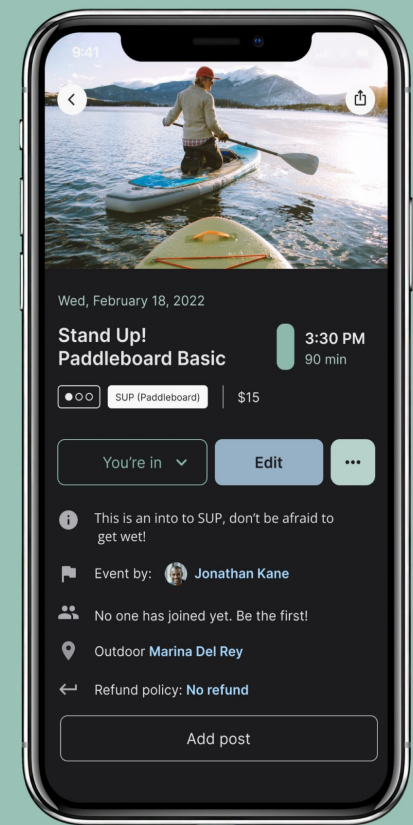 9:41
Wed, February 18, 2022
Stand Up!
Paddleboard Basic
3:30 PM
90 min
SUP (Paddleboard)
$15
You're in
Edit
This is an into to SUP, don't be afraid to
get wet!
Event by: Jonathan Kane
No one has joined yet. Be the first!
Outdoor Marina Del Rey
Refund policy: No refund
Add post